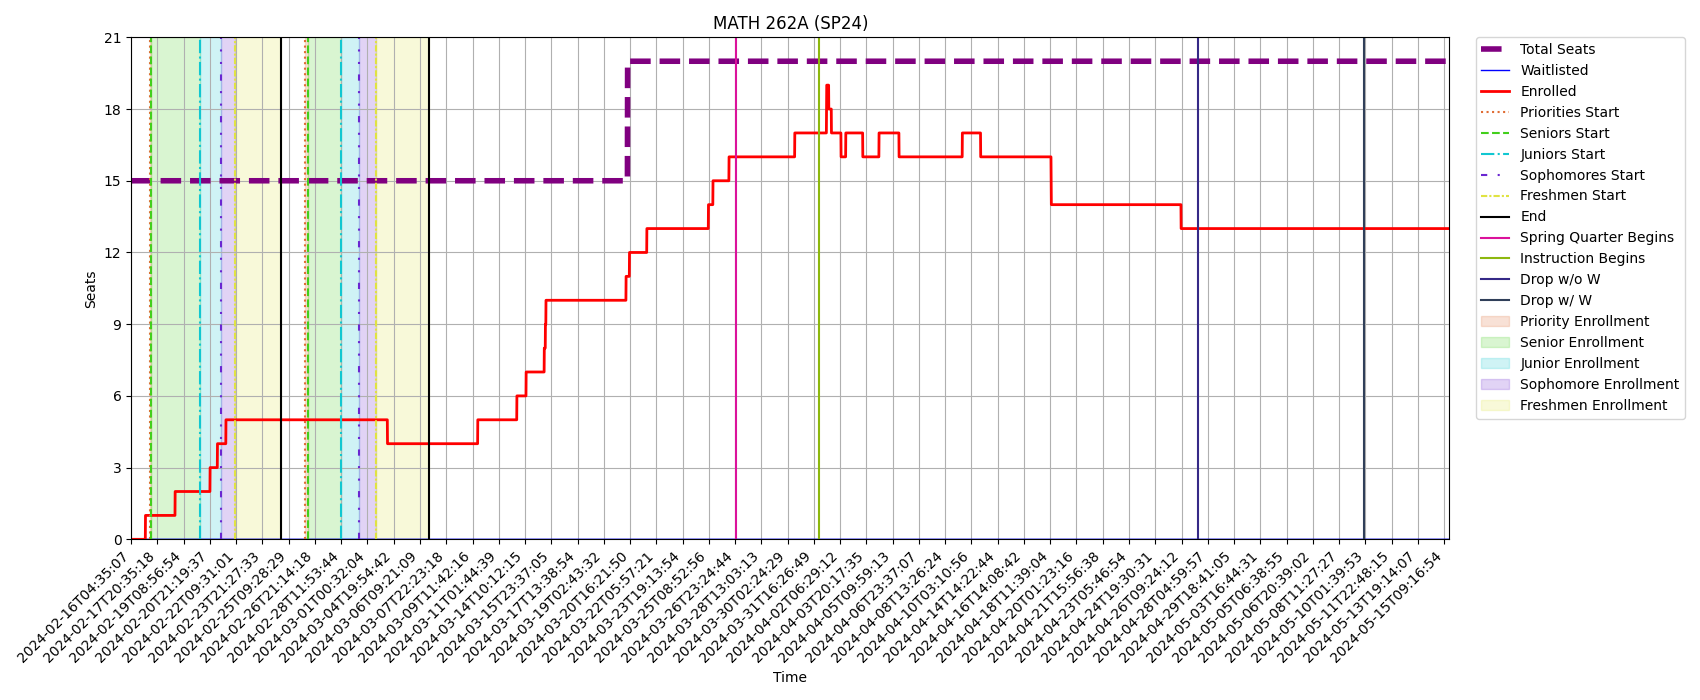 MATH 262A (SP24)
21
18
15
12
9
6
3
0
Seats
2024-02-16T04:35:07
2024-02-17T20:35:18
2024-02-19T08:56:54
2024-02-20T21:19:37
2024-02-22T09:31:01
2024-02-23T21:27:33
2024-02-25T09:28:29
2024-02-26T21:14:18
2024-02-28T11:53:44
2024-03-01T00:32:04
2024-03-04T19:54:42
2024-03-06T09:21:09
2024-03-07T22:23:18
2024-03-09T11:42:16
2024-03-11T01:44:39
2024-03-14T10:12:15
2024-03-15T23:37:05
2024-03-17T13:38:54
2024-03-19T02:43:32
2024-03-20T16:21:50
2024-03-22T05:57:21
2024-03-23T19:13:54
2024-03-25T08:52:56
2024-03-26T23:24:44
2024-03-28T13:03:13
2024-03-30T02:24:29
2024-03-31T16:26:49
2024-04-02T06:29:12
2024-04-03T20:17:35
2024-04-05T09:59:13
2024-04-06T23:37:07
2024-04-08T13:26:24
2024-04-10T03:10:56
2024-04-14T14:22:44
2024-04-16T14:08:42
2024-04-18T11:39:04
2024-04-20T01:23:16
2024-04-21T15:56:38
2024-04-23T05:46:54
2024-04-24T19:30:31
2024-04-26T09:24:12
2024-04-28T04:59:57
2024-04-29T18:41:05
2024-05-03T16:44:31
2024-05-05T06:38:55
2024-05-06T20:39:02
2024-05-08T11:27:27
2024-05-10T01:39:53
2024-05-11T22:48:15
2024-05-13T19:14:07
2024-05-15T09:16:54
Time
Total Seats
Waitlisted
Enrolled
Priorities Start
Seniors Start
Juniors Start
Sophomores Start
Freshmen Start
End
Spring Quarter Begins
Instruction Begins
Drop w/o W
Drop w/ W
Priority Enrollment
Senior Enrollment
Junior Enrollment
Sophomore Enrollment
Freshmen Enrollment